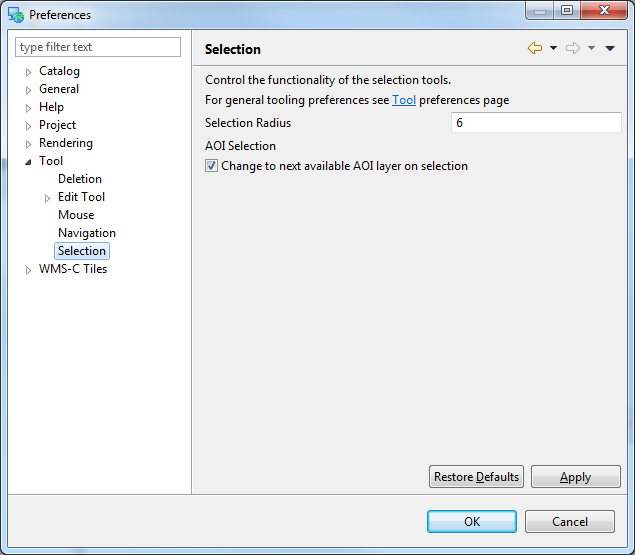 Preferences
type filter text
Catalog
General
Help
Project
Rendering
Tool
Deletion
Edit Tool
Mouse
Navigation
Selection
WMS-C Tiles
Selection
Control the functionality of the selection tools.
For general tooling preferences see Tool preferences page
Selection Radius 6
AOI Selection
Change to next available AOI layer on selection
Restore Defaults Apply
OK Cancel